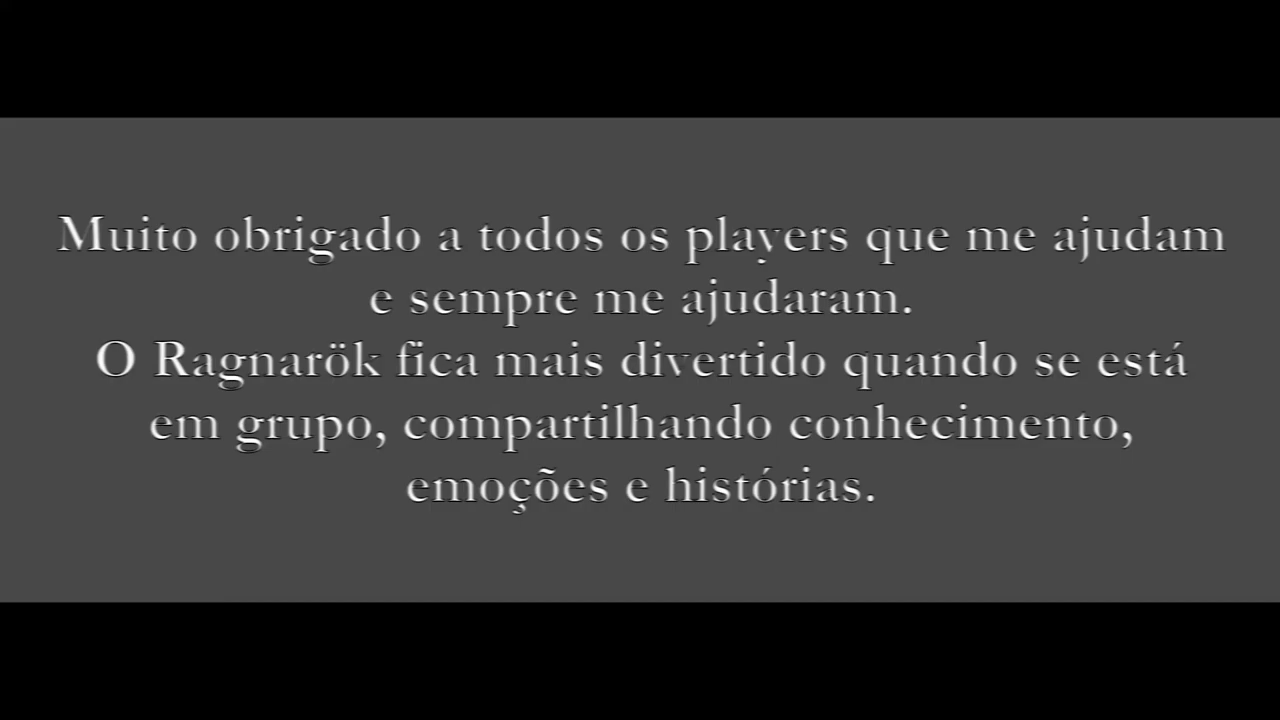 Muito obrigado a todos os players que me ajudam
e sempre me ajudaram.
O Ragnarök fica mais divertido quando se está
em grupo, compartilhando conhecimento,
emoções e histórias.